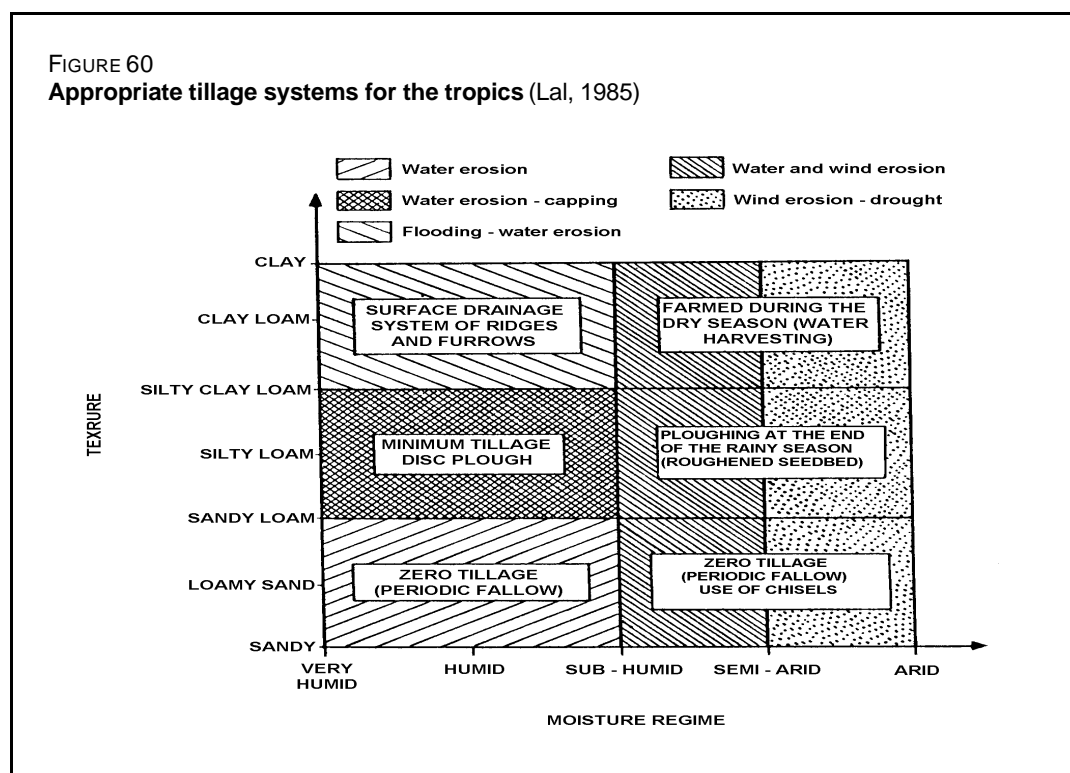 FIGURE 60
Appropriate tillage systems for the tropics (Lal, 1985)
Water erosion
Water erosion - capping
Flooding - water erosion
Water and wind erosion
Wind erosion - drought
TEXRURE
CLAY
CLAY LOAM
SILTY CLAY LOAM
SILTY LOAM
SANDY LOAM
LOAMY SAND
SANDY
SURFACE DRAINAGE
SYSTEM OF RIDGES
AND FURROWS
FARMED DURING THE
DRY SEASON (WATER
HARVESTING)
MINIMUM TILLAGE
DISC PLOUGH
PLOUGHING AT THE END
OF THE RAINY SEASON
(ROUGHENED SEEDBED)
ZERO TILLAGE
(PERIODIC FALLOW)
ZERO TILLAGE
(PERIODIC FALLOW)
USE OF CHISELS
VERY
HUMID
HUMID
SUB - HUMID
SEMI - ARID
ARID
MOISTURE REGIME